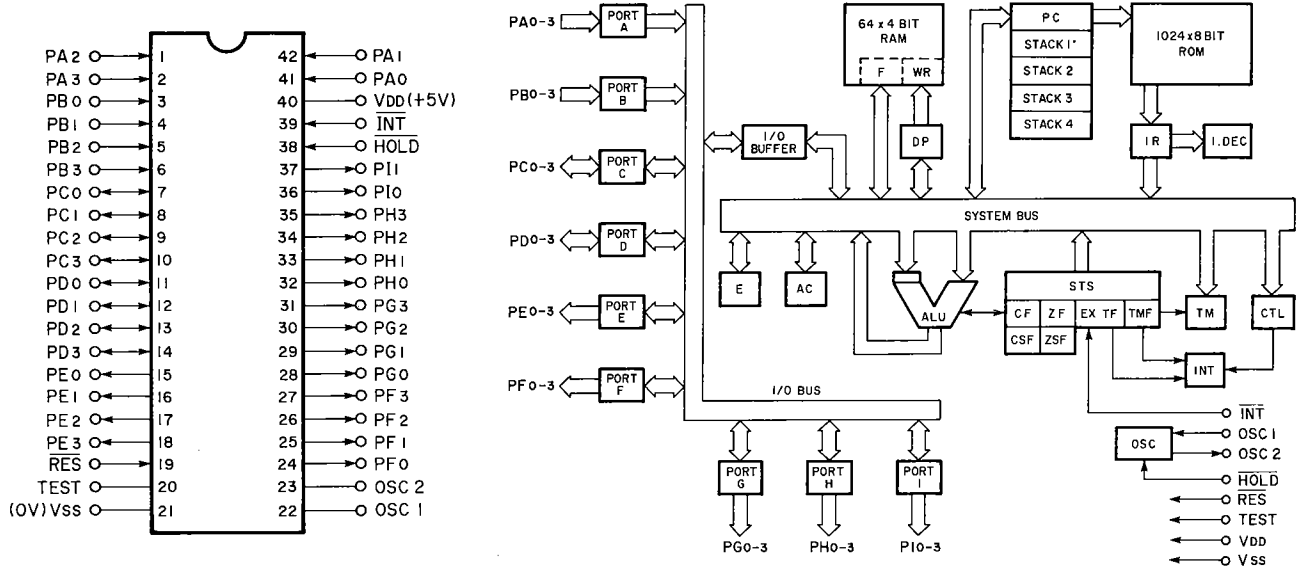 PA2 1 42 PA1
PA3 2 41 PA0
PB0 3 40 VDD (+5V)
PB1 4 39 INT
PB2 5 38 HOLD
PB3 6 37 PI1
PC0 7 36 PI0
PC1 8 35 PH3
PC2 9 34 PH2
PC3 10 33 PH1
PD0 11 32 PH0
PD1 12 31 PG3
PD2 13 30 PG2
PD3 14 29 PG1
PE0 15 28 PG0
PE1 16 27 PF3
PE2 17 26 PF2
PE3 18 25 PF1
RES 19 24 PF0
TEST 20 23 OSC 2
(0V) VSS 21 22 OSC 1
PA0-3
PORT
A
PB0-3
PORT
B
PC0-3
PORT
C
PD0-3
PORT
D
PE0-3
PORT
E
PF0-3
PORT
F
I/O
BUFFER
64 x 4 BIT
RAM
F
WR
DP
PC
STACK 1*
STACK 2
STACK 3
STACK 4
1024 x 8 BIT
ROM
IR
I.DEC
SYSTEM BUS
E
AC
ALU
STS
CF
ZF
EX TF
TMF
CSF
ZSF
TM
CTL
INT
I/O BUS
PORT
G
PORT
H
PORT
I
PG0-3
PH0-3
PI0-3
OSC
INT
OSC 1
OSC 2
HOLD
RES
TEST
VDD
VSS